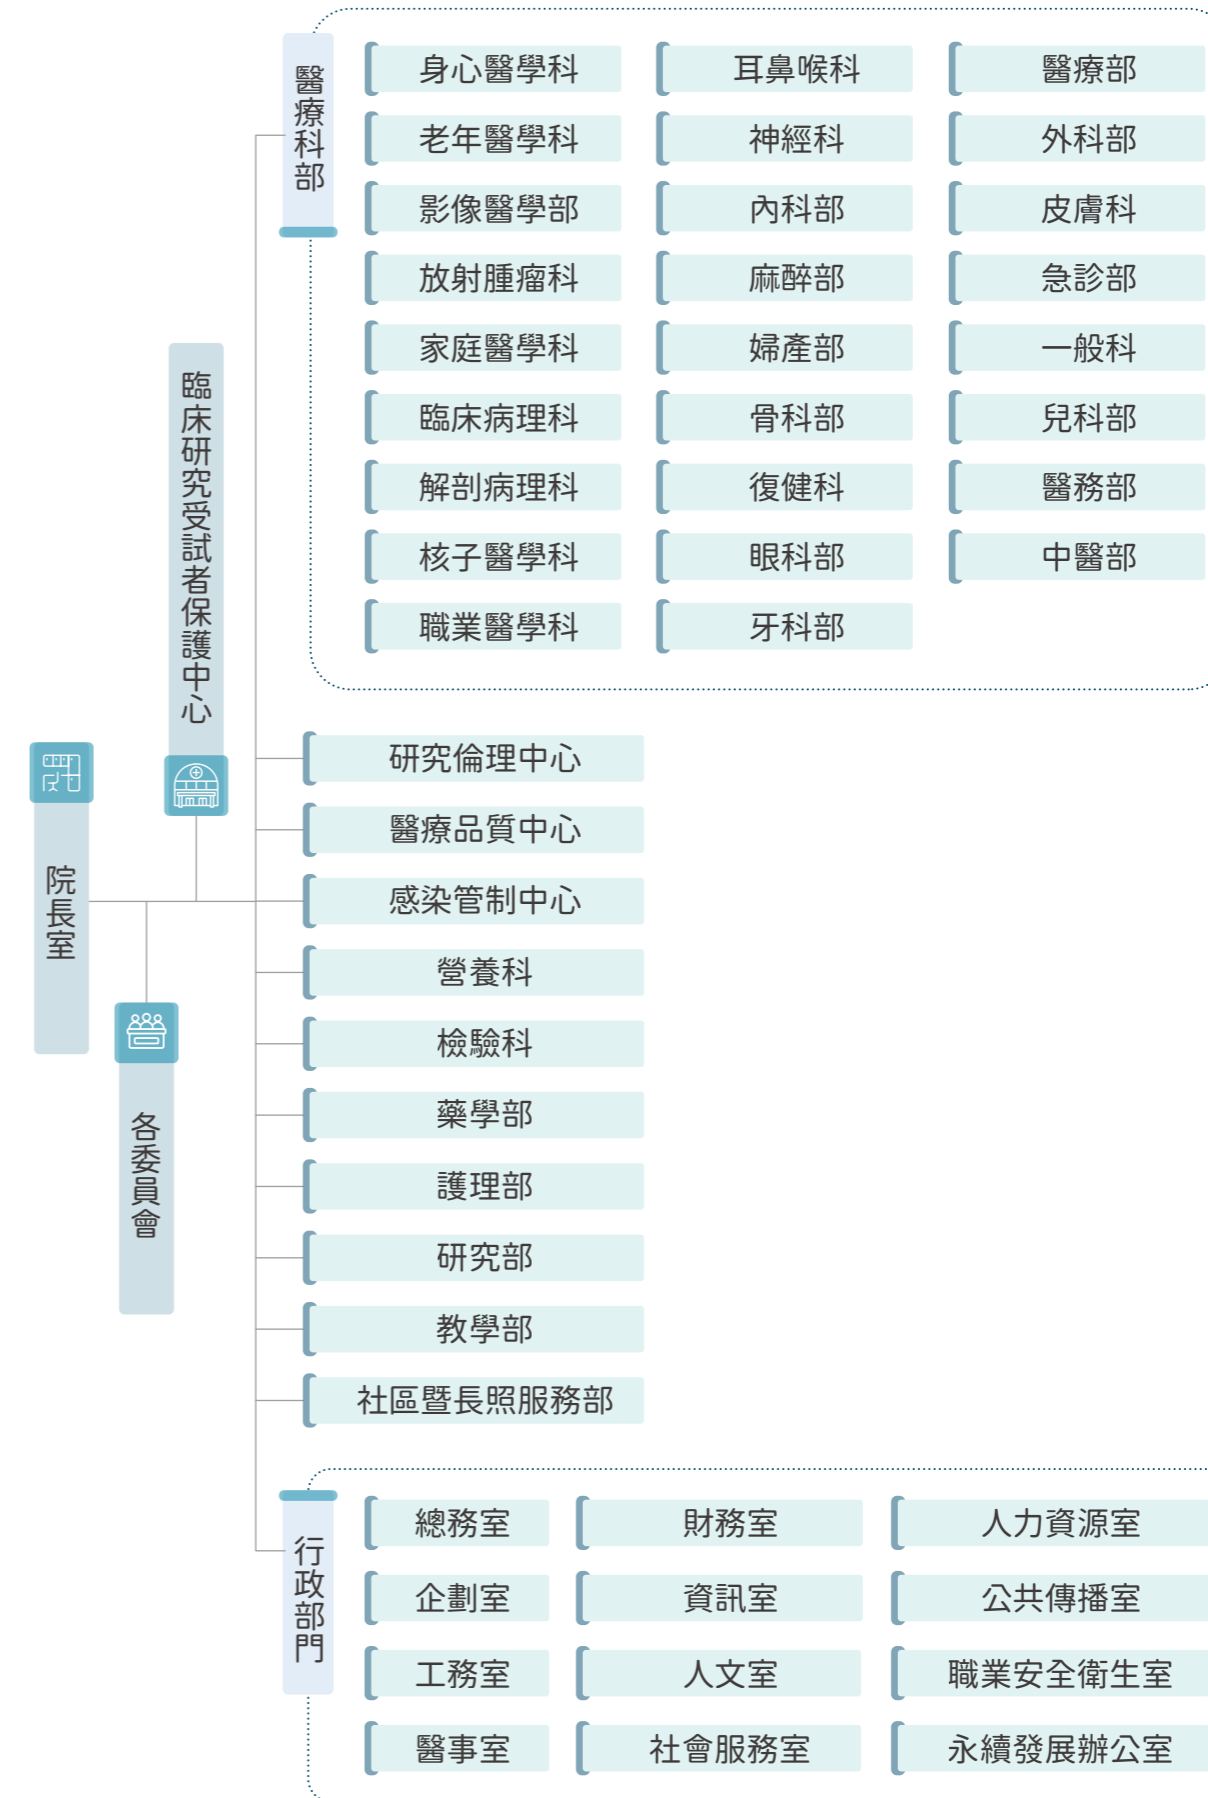 醫療科部
身心醫學科
耳鼻喉科
醫療部
老年醫學科
神經科
外科部
影像醫學部
內科部
皮膚科
放射腫瘤科
麻醉部
急診部
家庭醫學科
婦產部
一般科
臨床病理科
骨科部
兒科部
解剖病理科
復健科
醫務部
核子醫學科
眼科部
中醫部
職業醫學科
牙科部
臨床研究受試者保護中心
院長室
各委員會
研究倫理中心
醫療品質中心
感染管制中心
營養科
檢驗科
藥學部
護理部
研究部
教學部
社區暨長照服務部
行政部門
總務室
財務室
人力資源室
企劃室
資訊室
公共傳播室
工務室
人文室
職業安全衛生室
醫事室
社會服務室
永續發展辦公室